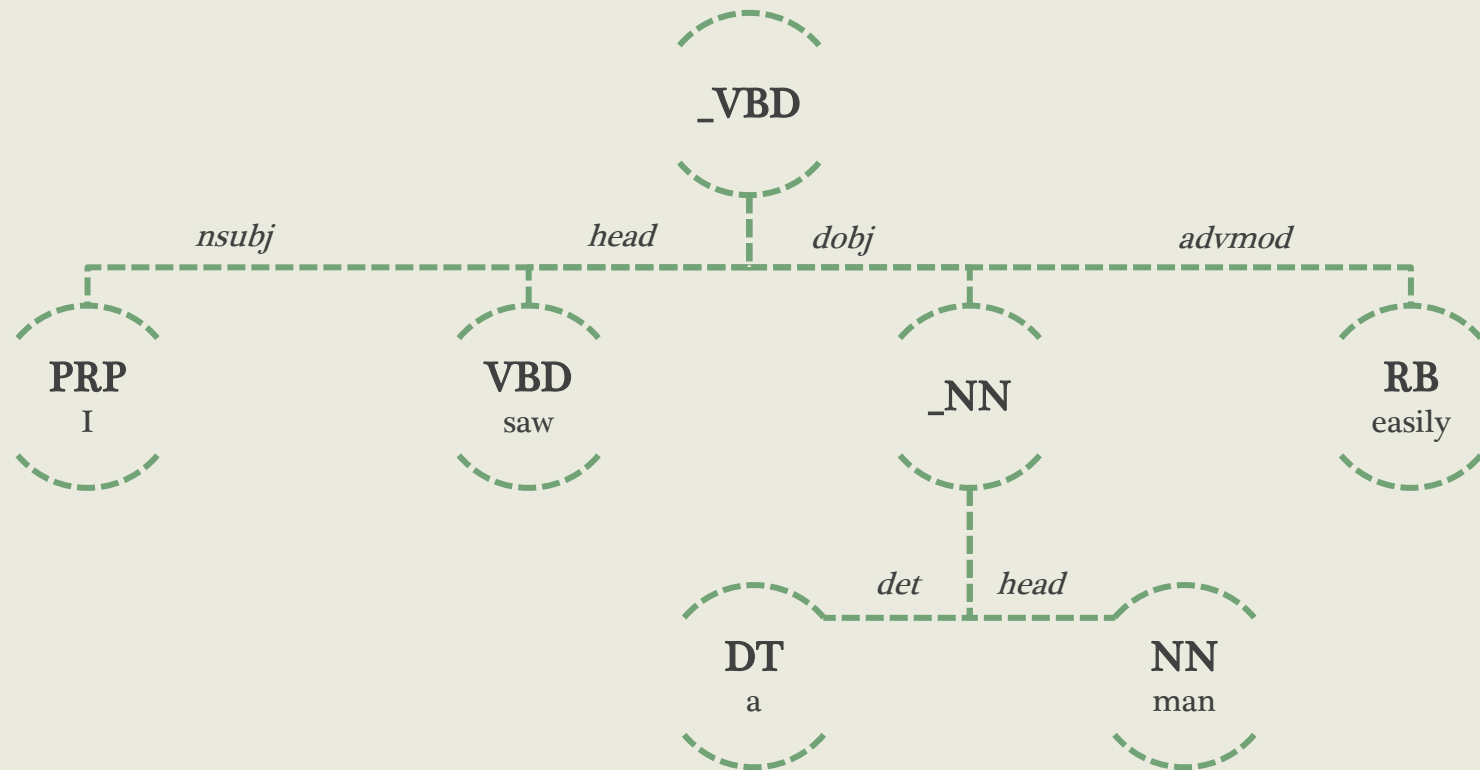 _VBD
nsubj
head
dobj
advmod
PRP
I
VBD
saw
_NN
RB
easily
det
head
DT
a
NN
man